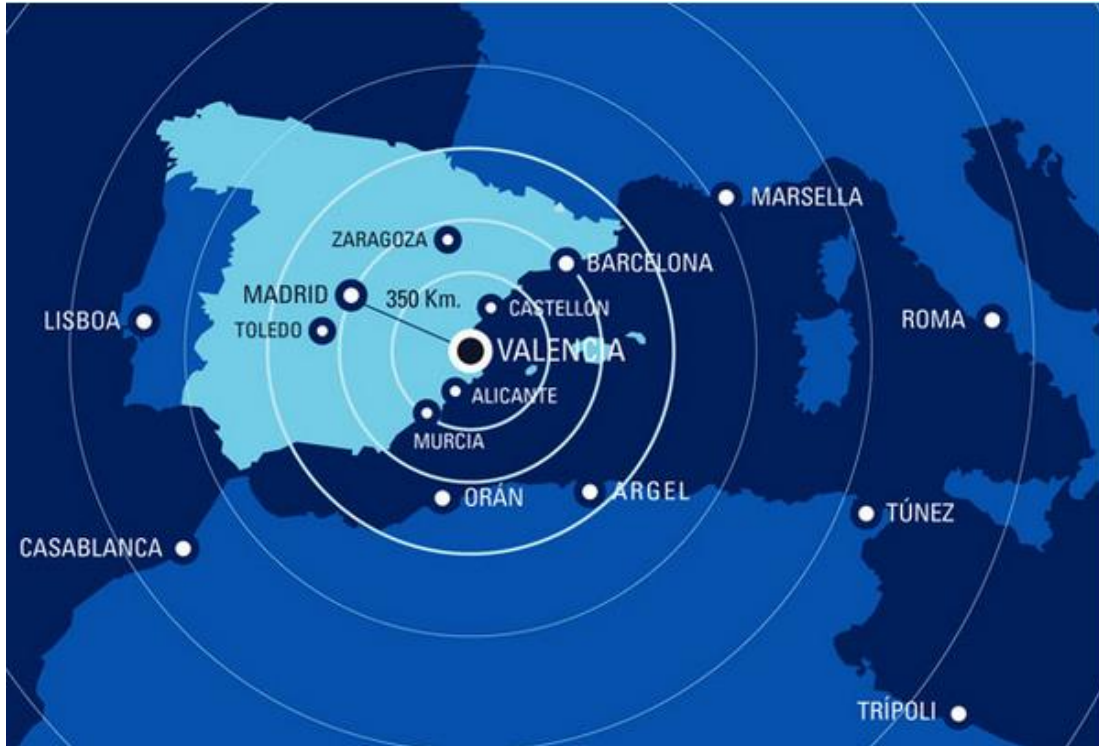 MARSELLA
ZARAGOZA
BARCELONA
MADRID
350 Km.
CASTELLÓN
LISBOA
TOLEDO
ROMA
VALENCIA
ALICANTE
MURCIA
ORÁN
ARGEL
TÚNEZ
CASABLANCA
TRÍPOLI